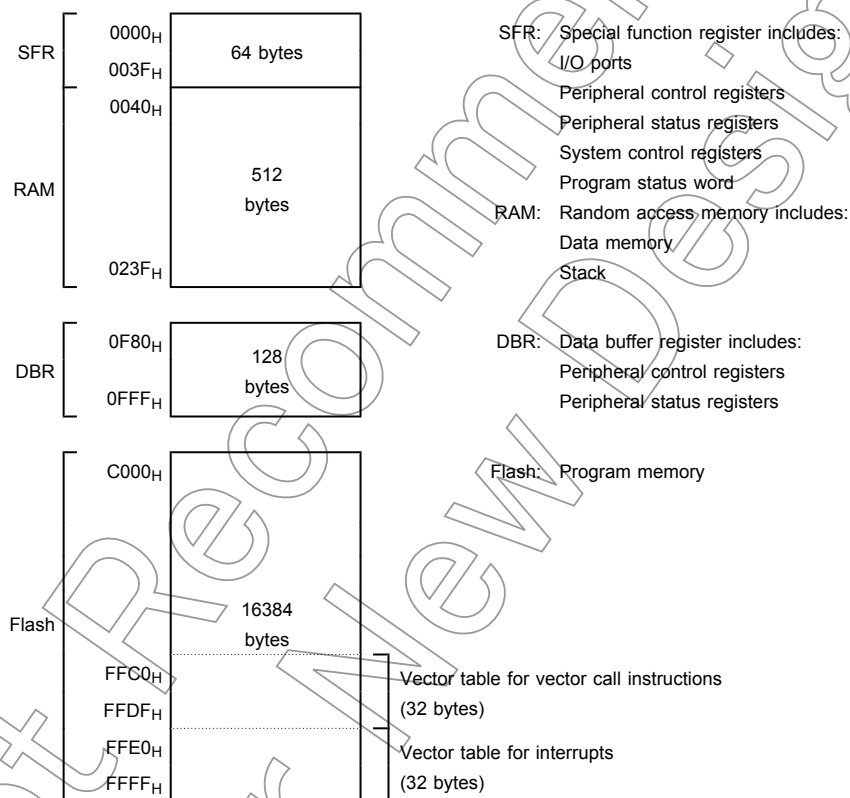 SFR
0000H
003FH
64 bytes
SFR: Special function register includes:
I/O ports
Peripheral control registers
Peripheral status registers
System control registers
Program status word
RAM
0040H
023FH
512
bytes
RAM: Random access memory includes:
Data memory
Stack
DBR
0F80H
0FFFH
128
bytes
DBR: Data buffer register includes:
Peripheral control registers
Peripheral status registers
Flash
C000H
16384
bytes
Flash: Program memory
FFC0H
FFDFH
Vector table for vector call instructions
(32 bytes)
FFE0H
FFFFH
Vector table for interrupts
(32 bytes)